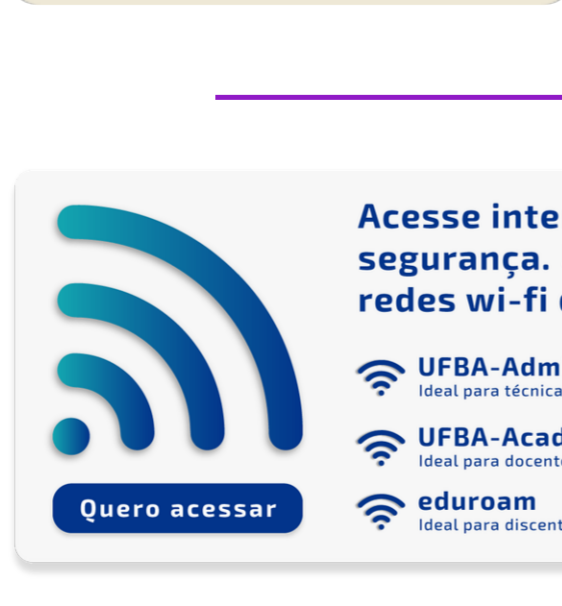 Acesse inte
segurança.
redes wi-fi
UFBA-Adm
Ideal para técnica
UFBA-Acad
Ideal para docent
eduroam
Ideal para discent
Quero acessar